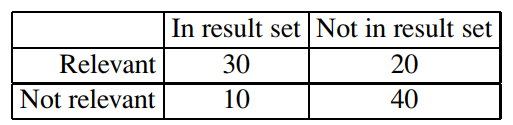 In result set Not in result set
Relevant 30 20
Not relevant 10 40